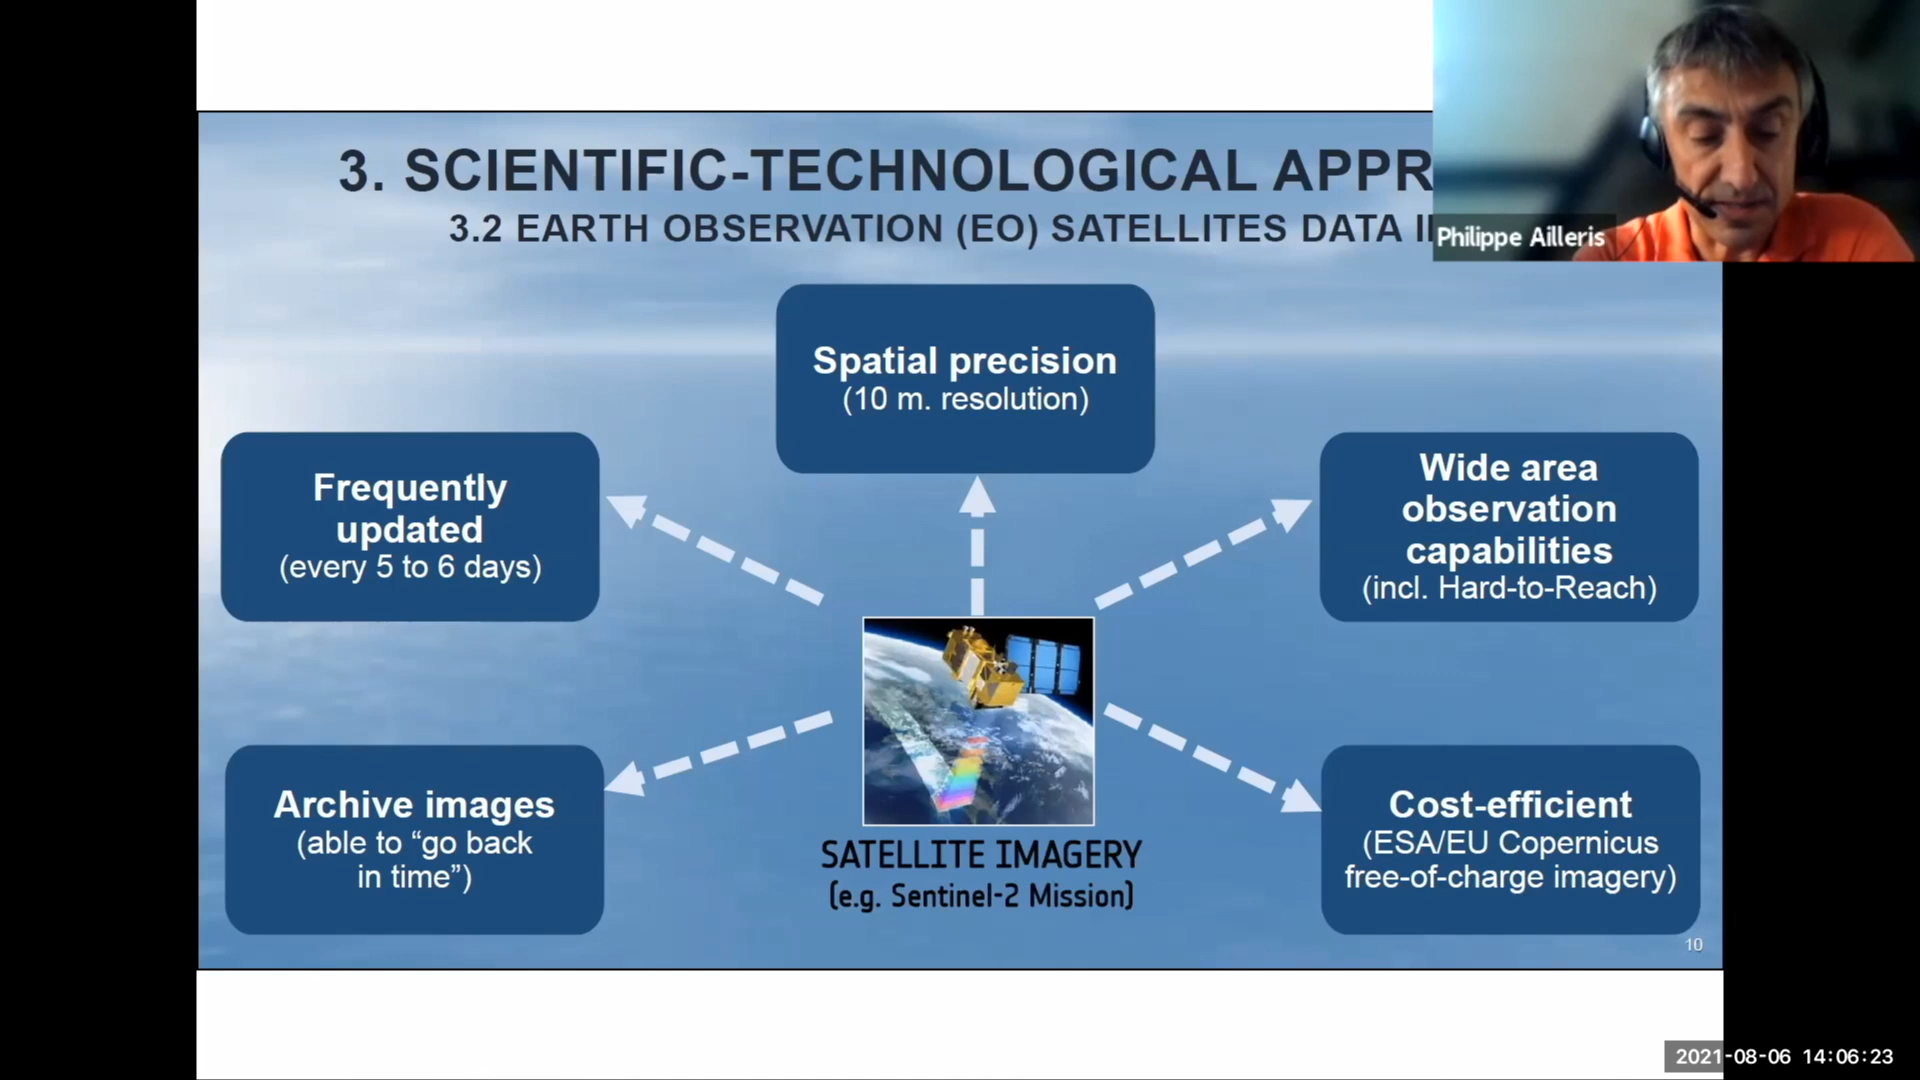 3. SCIENTIFIC-TECHNOLOGICAL APPR
3.2 EARTH OBSERVATION (EO) SATELLITES DATA
Philippe Ailleris
Spatial precision
(10 m. resolution)
Frequently
updated
(every 5 to 6 days)
Wide area
observation
capabilities
(incl. Hard-to-Reach)
Archive images
(able to “go back
in time”)
SATELLITE IMAGERY
(e.g. Sentinel-2 Mission)
Cost-efficient
(ESA/EU Copernicus
free-of-charge imagery)
10
2021-08-06 14:06:23